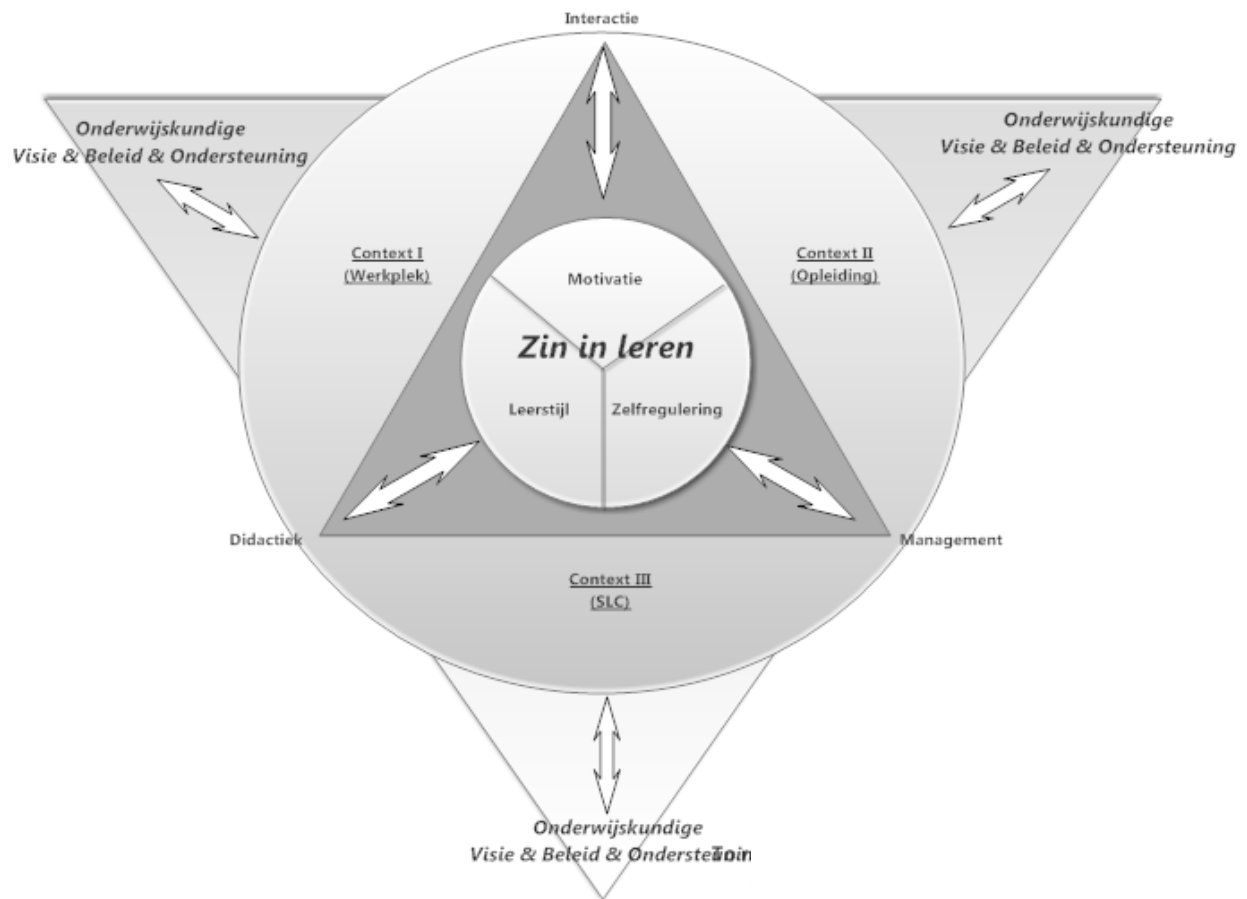 Interactie
Onderwijskundige
Visie & Beleid & Ondersteuning
Onderwijskundige
Visie & Beleid & Ondersteuning
Context I
(Werkplek)
Context II
(Opleiding)
Motivatie
Zin in leren
Leerstijl
Zelfregulering
Didactiek
Management
Context III
(SLC)
Onderwijskundige
Visie & Beleid &